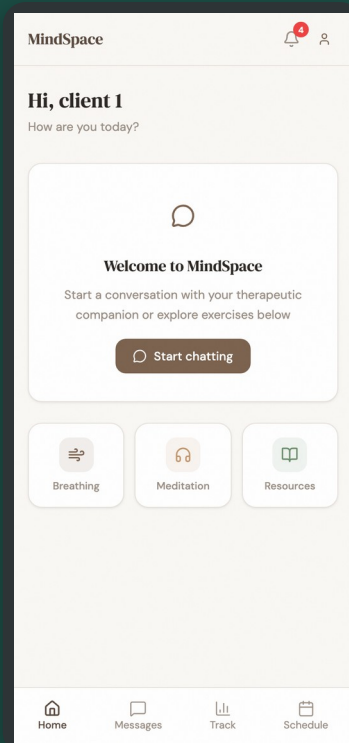 MindSpace
4
Hi, client 1
How are you today?
Welcome to MindSpace
Start a conversation with your therapeutic
companion or explore exercises below
Start chatting
Breathing
Meditation
Resources
Home
Messages
Track
Schedule